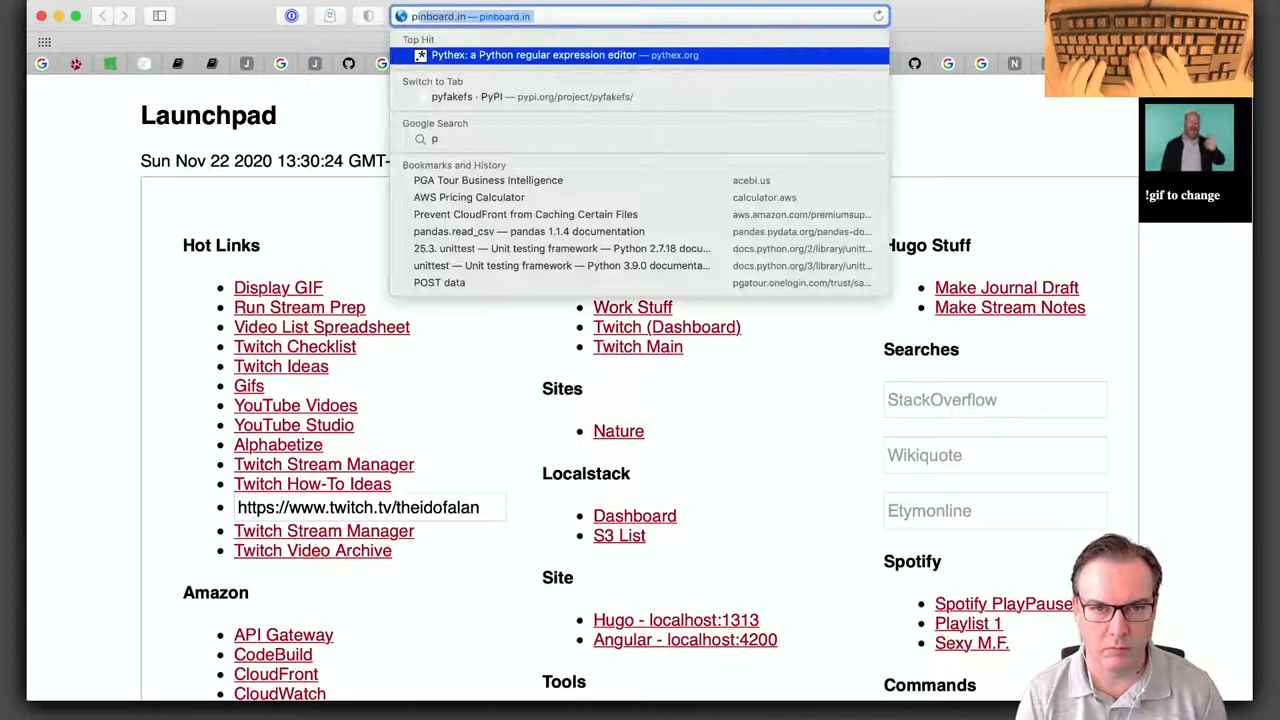 pinboard.in — pinboard.in
Top Hit
Pythex: a Python regular expression editor — pythex.org
Switch to Tab
pyfakefs · PyPI — pypi.org/project/pyfakefs/
Google Search
p
Bookmarks and History
PGA Tour Business Intelligence acebi.us
AWS Pricing Calculator calculator.aws
Prevent CloudFront from Caching Certain Files aws.amazon.com/premiumsup...
pandas.read_csv — pandas 1.1.4 documentation pandas.pydata.org/pandas-do...
25.3. unittest — Unit testing framework — Python 2.7.18 docu... docs.python.org/2/library/unitt...
unittest — Unit testing framework — Python 3.9.0 documenta... docs.python.org/3/library/unitt...
POST data pgatour.onelogin.com/trust/sa...
!gif to change
Launchpad
Sun Nov 22 2020 13:30:24 GMT-
Hot Links
Display GIF
Run Stream Prep
Video List Spreadsheet
Twitch Checklist
Twitch Ideas
Gifs
YouTube Vidoes
YouTube Studio
Alphabetize
Twitch Stream Manager
Twitch How-To Ideas
https://www.twitch.tv/theidofalan
Twitch Stream Manager
Twitch Video Archive
Amazon
API Gateway
CodeBuild
CloudFront
CloudWatch
Work Stuff
Twitch (Dashboard)
Twitch Main
Sites
Nature
Localstack
Dashboard
S3 List
Site
Hugo - localhost:1313
Angular - localhost:4200
Tools
Hugo Stuff
Make Journal Draft
Make Stream Notes
Searches
StackOverflow
Wikiquote
Etymonline
Spotify
Spotify PlayPause
Playlist 1
Sexy M.F.
Commands